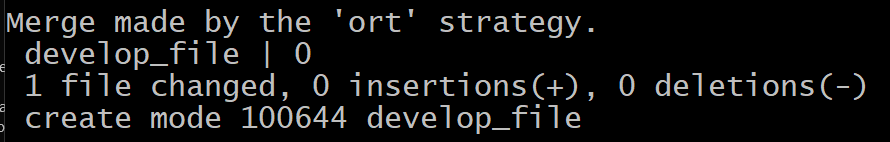 Merge made by the 'ort' strategy.
 develop_file | 0
 1 file changed, 0 insertions(+), 0 deletions(-)
 create mode 100644 develop_file